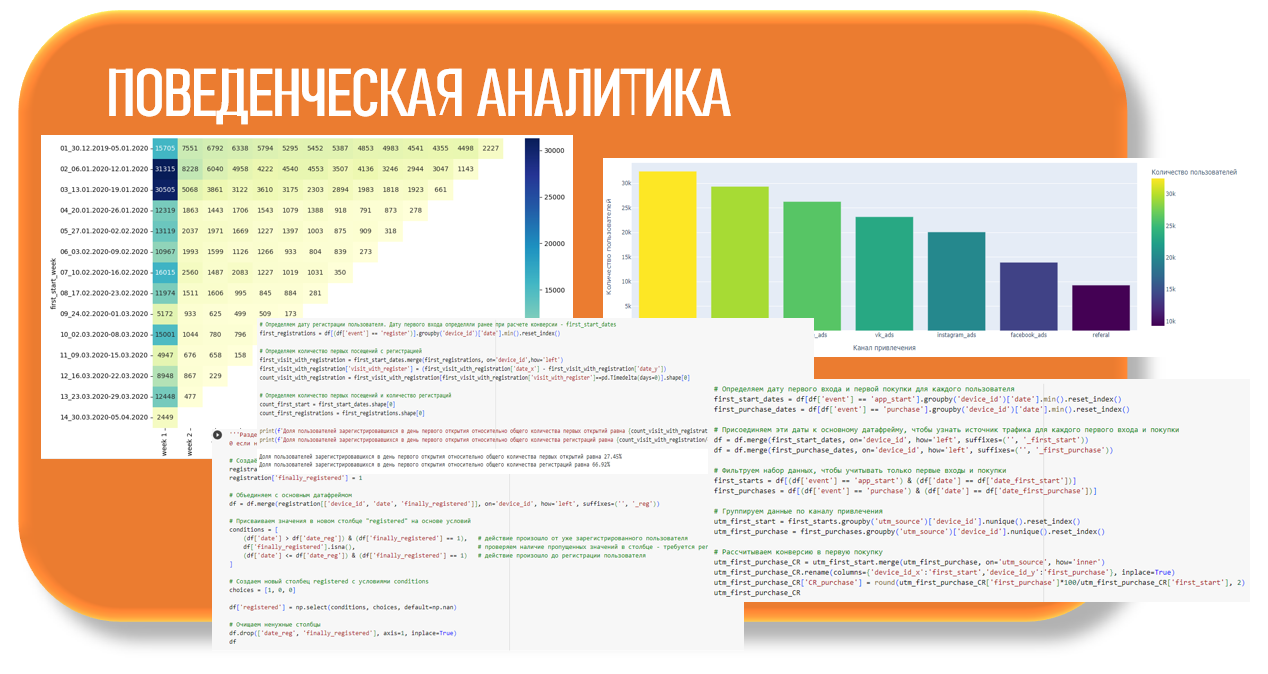 ПОВЕДЕНЧЕСКАЯ АНАЛИТИКА
first_start_week
01_30.12.2019-05.01.2020 15705 7551 6792 6338 5794 5295 5452 5387 4853 4983 4541 4355 4498 2227
02_06.01.2020-12.01.2020 31315 8228 6040 4958 4222 4540 4553 3507 4136 3246 2944 3047 1143
03_13.01.2020-19.01.2020 30505 5068 3861 3122 3610 3175 2303 2894 1983 1818 1923 661
04_20.01.2020-26.01.2020 12319 1863 1443 1706 1543 1079 1388 918 791 873 278
05_27.01.2020-02.02.2020 13119 2037 1971 1669 1227 1397 1003 875 909 318
06_03.02.2020-09.02.2020 10967 1993 1599 1126 1266 933 804 839 273
07_10.02.2020-16.02.2020 16015 2560 1487 2083 1227 1019 1031 350
08_17.02.2020-23.02.2020 11974 1511 1606 995 845 884 281
09_24.02.2020-01.03.2020 5172 933 625 499 509 173
10_02.03.2020-08.03.2020 15001 1044 780 796
11_09.03.2020-15.03.2020 4947 676 658 158
12_16.03.2020-22.03.2020 8948 867 229
13_23.03.2020-29.03.2020 12448 477
14_30.03.2020-05.04.2020 2449
week 1
week 2
30000
25000
20000
15000
Количество пользователей
30k
25k
20k
15k
10k
5k
_ads
vk_ads
instagram_ads
facebook_ads
referal
Канал привлечения
Количество пользователей
30k
25k
20k
15k
10k
# Определяем дату регистрации пользователя. Дату первого входа определяли ранее при расчете конверсии - first_start_dates
first_registrations = df[(df['event'] == 'register')].groupby('device_id')['date'].min().reset_index()
# Определяем количество первых посещений с регистрацией
first_visit_with_registration = first_start_dates.merge(first_registrations, on='device_id',how='left')
first_visit_with_registration['visit_with_register'] = (first_visit_with_registration['date_x'] - first_visit_with_registration['date_y'])
count_visit_with_registration = first_visit_with_registration[first_visit_with_registration['visit_with_register']==pd.Timedelta(days=0)].shape[0]
# Определяем количество первых посещений и количество регистраций
count_first_start = first_start_dates.shape[0]
count_first_registrations = first_registrations.shape[0]
print(f'Доля пользователей зарегистрировавшихся в день первого открытия относительно общего количества первых открытий равна {count_visit_with_registrat
print(f'Доля пользователей зарегистрировавшихся в день первого открытия относительно общего количества регистраций равна {count_visit_with_registration/
Доля пользователей зарегистрировавшихся в день первого открытия относительно общего количества первых открытий равна 27.45%
Доля пользователей зарегистрировавшихся в день первого открытия относительно общего количества регистраций равна 66.92%
'''Разде
0 если н
# Создаё
registra
registration['finally_registered'] = 1
# Объединяем с основным датафреймом
df = df.merge(registration[['device_id', 'date', 'finally_registered']], on='device_id', how='left', suffixes=('', '_reg'))
# Присваиваем значения в новом столбце "registered" на основе условий
conditions = [
(df['date'] > df['date_reg']) & (df['finally_registered'] == 1), # действие произошло от уже зарегистрированного пользователя
df['finally_registered'].isna(), # проверяем наличие пропущенных значений в столбце - требуется рег
(df['date'] <= df['date_reg']) & (df['finally_registered'] == 1) # действие произошло до регистрации пользователя
]
# Создаем новый столбец registered с условиями conditions
choices = [1, 0, 0]
df['registered'] = np.select(conditions, choices, default=np.nan)
# Очищаем ненужные столбцы
df.drop(['date_reg', 'finally_registered'], axis=1, inplace=True)
df
# Определяем дату первого входа и первой покупки для каждого пользователя
first_start_dates = df[df['event'] == 'app_start'].groupby('device_id')['date'].min().reset_index()
first_purchase_dates = df[df['event'] == 'purchase'].groupby('device_id')['date'].min().reset_index()
# Присоединяем эти даты к основному датафрейму, чтобы узнать источник трафика для каждого первого входа и покупки
df = df.merge(first_start_dates, on='device_id', how='left', suffixes=('', '_first_start'))
df = df.merge(first_purchase_dates, on='device_id', how='left', suffixes=('', '_first_purchase'))
# Фильтруем набор данных, чтобы учитывать только первые входы и покупки
first_starts = df[(df['event'] == 'app_start') & (df['date'] == df['date_first_start'])]
first_purchases = df[(df['event'] == 'purchase') & (df['date'] == df['date_first_purchase'])]
# Группируем данные по каналу привлечения
utm_first_start = first_starts.groupby('utm_source')['device_id'].nunique().reset_index()
utm_first_purchase = first_purchases.groupby('utm_source')['device_id'].nunique().reset_index()
# Рассчитываем конверсию в первую покупку
utm_first_purchase_CR = utm_first_start.merge(utm_first_purchase, on='utm_source', how='inner')
utm_first_purchase_CR.rename(columns={'device_id_x':'first_start','device_id_y':'first_purchase'}, inplace=True)
utm_first_purchase_CR['CR_purchase'] = round(utm_first_purchase_CR['first_purchase']*100/utm_first_purchase_CR['first_start'], 2)
utm_first_purchase_CR